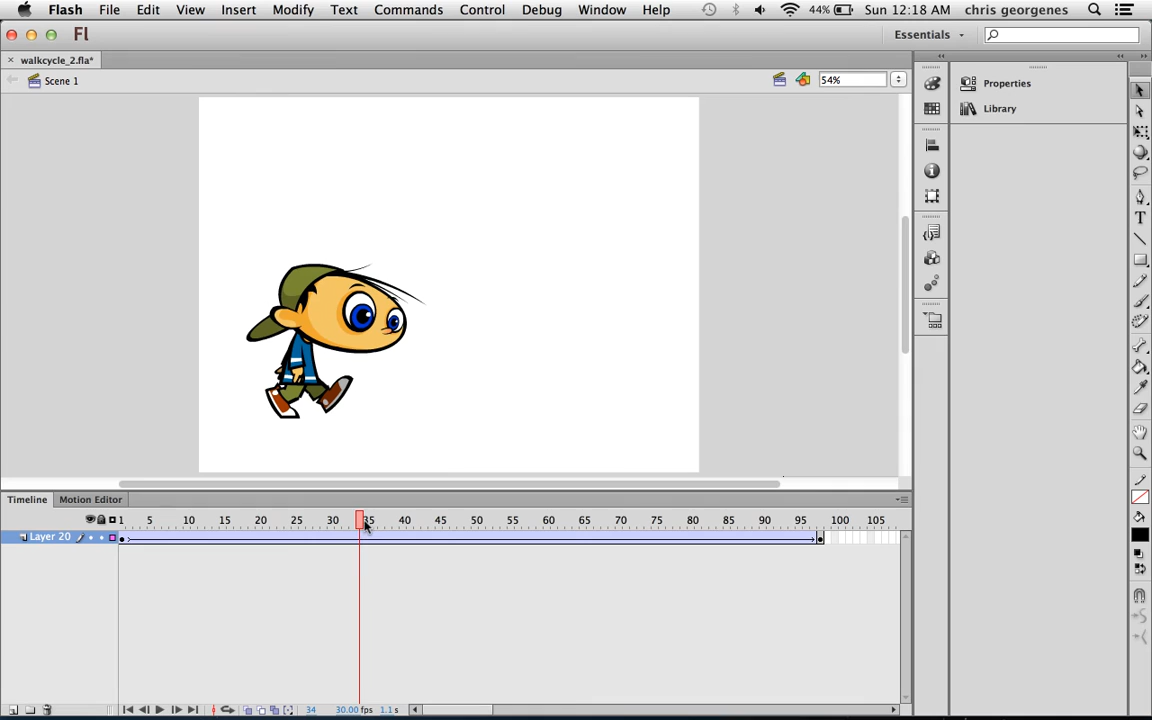 Flash File Edit View Insert Modify Text Commands Control Debug Window Help 44% Sun 12:18 AM chris georgenes
Fl Essentials
× walkcycle_2.fla*
Scene 1 54%
Properties
Library
Timeline Motion Editor
1 5 10 15 20 25 30 35 40 45 50 55 60 65 70 75 80 85 90 95 100 105
Layer 20
34 30.00 fps 1.1 s